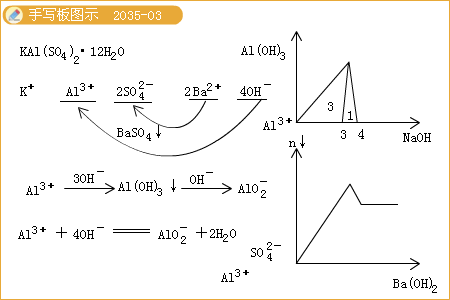 手写板图示 2035-03
KAl(SO₄)₂•12H₂O
K⁺ Al³⁺ 2SO₄²⁻ 2Ba²⁺ 4OH⁻
BaSO₄↓
Al³⁺ 3OH⁻ Al(OH)₃↓ OH⁻ AlO₂⁻
Al³⁺ + 4OH⁻ ═══ AlO₂⁻ +2H₂O
Al(OH)₃
3 1
Al³⁺ 3 4 NaOH
n↓
SO₄²⁻
Al³⁺ Ba(OH)₂